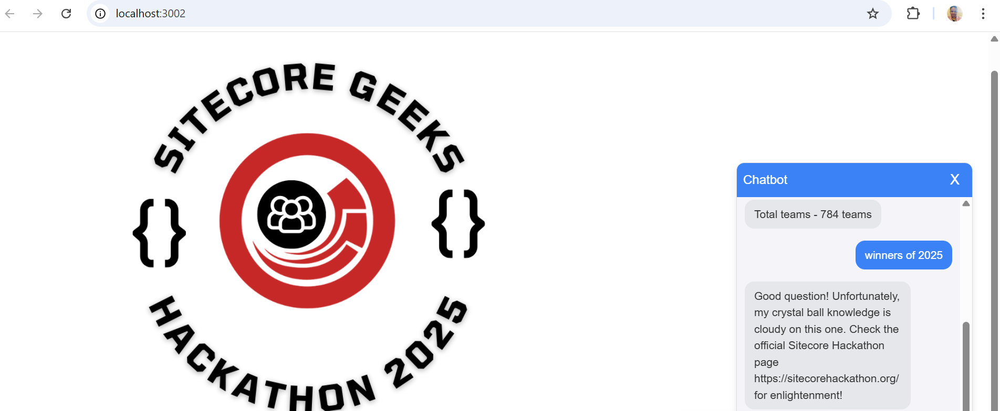 localhost:3002
SITECORE GEEKS
{} {}
HACKATHON 2025
Chatbot X
Total teams - 784 teams
winners of 2025
Good question! Unfortunately,
my crystal ball knowledge is
cloudy on this one. Check the
official Sitecore Hackathon
page
https://sitecorehackathon.org/
for enlightenment!